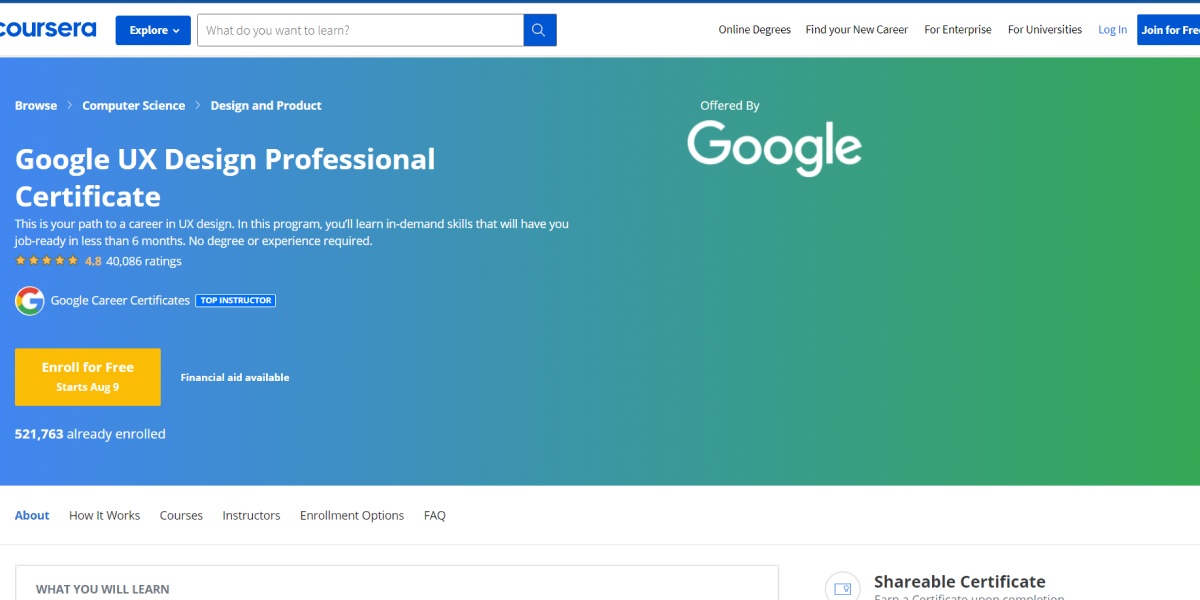 coursera Explore What do you want to learn? Online Degrees Find your New Career For Enterprise For Universities Log In Join for Free
Browse Computer Science Design and Product
Offered By
Google
Google UX Design Professional
Certificate
This is your path to a career in UX design. In this program, you'll learn in-demand skills that will have you
job-ready in less than 6 months. No degree or experience required.
4.8 40,086 ratings
G Google Career Certificates TOP INSTRUCTOR
Enroll for Free
Starts Aug 9
Financial aid available
521,763 already enrolled
About How It Works Courses Instructors Enrollment Options FAQ
WHAT YOU WILL LEARN
Shareable Certificate
Earn a Certificate upon completion